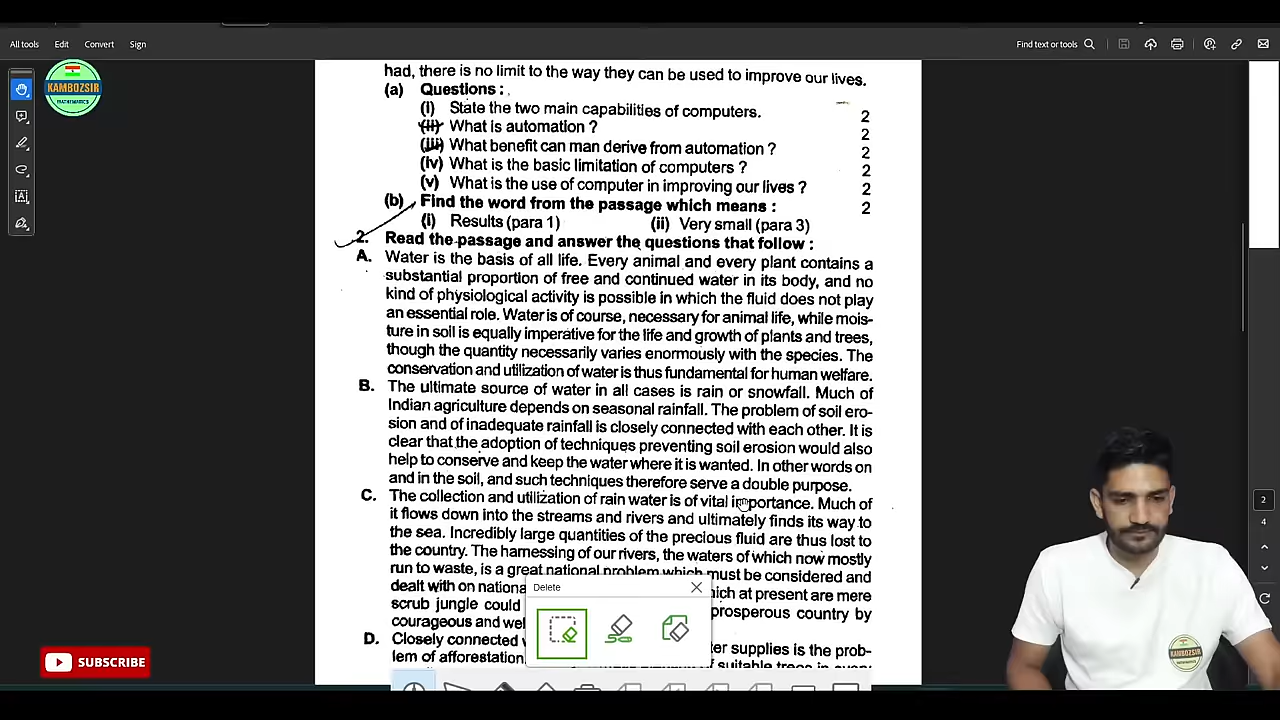 All tools Edit Convert Sign Find text or tools
KAMBOZSIR
MATHEMATICS
had, there is no limit to the way they can be used to improve our lives.
(a) Questions :
(i) State the two main capabilities of computers. 2
(ii) What is automation ? 2
(iii) What benefit can man derive from automation ? 2
(iv) What is the basic limitation of computers ? 2
(v) What is the use of computer in improving our lives ? 2
(b) Find the word from the passage which means : 2
(i) Results (para 1) (ii) Very small (para 3)
2. Read the passage and answer the questions that follow :
A. Water is the basis of all life. Every animal and every plant contains a
substantial proportion of free and continued water in its body, and no
kind of physiological activity is possible in which the fluid does not play
an essential role. Water is of course, necessary for animal life, while mois-
ture in soil is equally imperative for the life and growth of plants and trees,
though the quantity necessarily varies enormously with the species. The
conservation and utilization of water is thus fundamental for human welfare.
B. The ultimate source of water in all cases is rain or snowfall. Much of
Indian agriculture depends on seasonal rainfall. The problem of soil ero-
sion and of inadequate rainfall is closely connected with each other. It is
clear that the adoption of techniques preventing soil erosion would also
help to conserve and keep the water where it is wanted. In other words on
and in the soil, and such techniques therefore serve a double purpose.
C. The collection and utilization of rain water is of vital importance. Much of
it flows down into the streams and rivers and ultimately finds its way to
the sea. Incredibly large quantities of the precious fluid are thus lost to
the country. The harnessing of our rivers, the waters of which now mostly
run to waste, is a great national problem which must be considered and
dealt with on nationa ich at present are mere
scrub jungle could prosperous country by
courageous and wel
D. Closely connected er supplies is the prob-
lem of afforestation. suitable trees in every
Delete
2
4
SUBSCRIBE
KAMBOZSIR